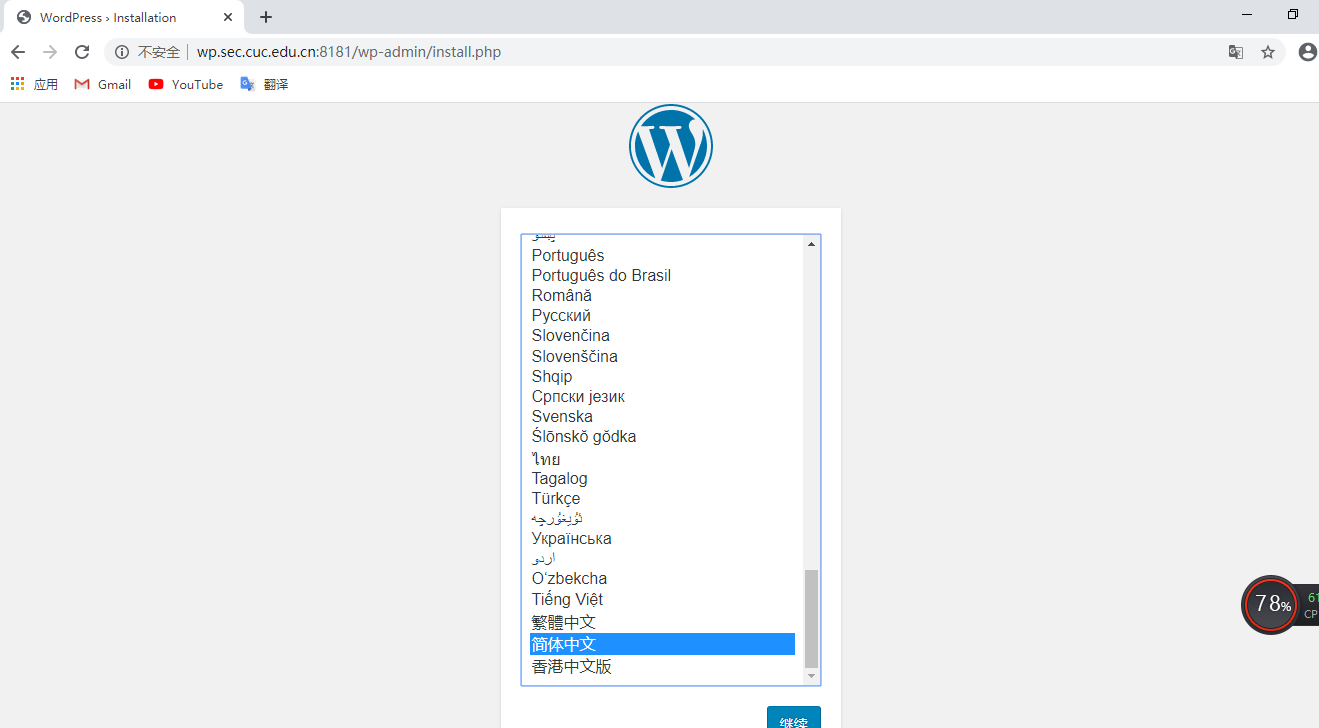 WordPress › Installation
不安全 wp.sec.cuc.edu.cn:8181/wp-admin/install.php
应用 Gmail YouTube 翻译
Português
Português do Brasil
Română
Русский
Slovenčina
Slovenščina
Shqip
Српски језик
Svenska
Ślōnskŏ gŏdka
ไทย
Tagalog
Türkçe
ئۇيغۇرچە
Українська
اردو
O‘zbekcha
Tiếng Việt
繁體中文
简体中文
香港中文版
继续
78%
61
CP